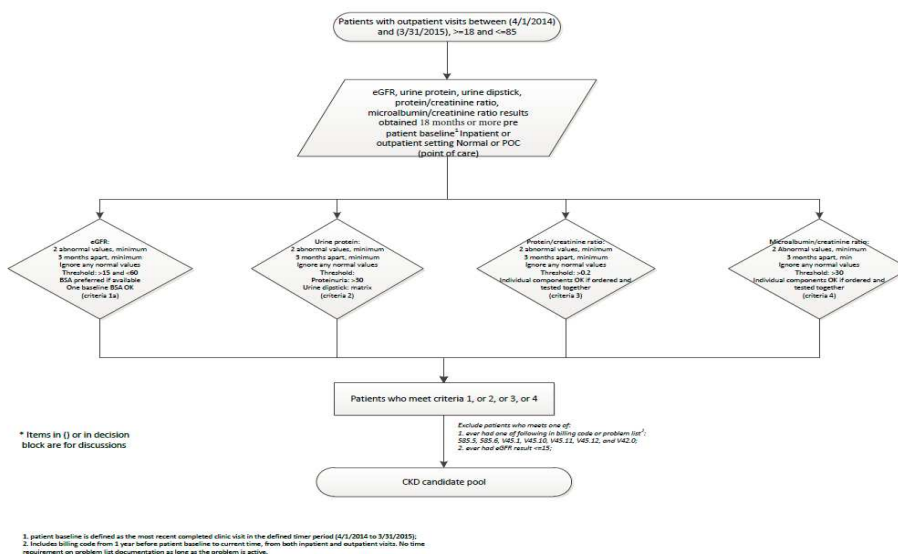 Patients with outpatient visits between (4/1/2014)
and (3/31/2015), >=18 and <=85
eGFR, urine protein, urine dipstick,
protein/creatinine ratio,
microalbumin/creatinine ratio results
obtained 18 months or more pre
patient baseline¹ Inpatient or
outpatient setting Normal or POC
(point of care)
eGFR:
2 abnormal values, minimum
3 months apart, minimum
Ignore any normal values
Threshold: >15 and <60
BSA preferred if available
One baseline BSA OK
(criteria 1a)
Urine protein:
2 abnormal values, minimum
3 months apart, minimum
Ignore any normal values
Threshold:
Proteinuria: >30
Urine dipstick: matrix
(criteria 2)
Protein/creatinine ratio:
2 abnormal values, minimum
3 months apart, minimum
Ignore any normal values
Threshold: >0.2
Individual components OK if ordered and
tested together
(criteria 3)
Microalbumin/creatinine ratio:
2 Abnormal values, minimum
3 months apart, min
Ignore any normal values
Threshold: >30
Individual components OK if ordered and
tested together
(criteria 4)
Patients who meet criteria 1, or 2, or 3, or 4
* Items in () or in decision
block are for discussions
Exclude patients who meets one of:
1. ever had one of following in billing code or problem list²:
585.5, 585.6, V45.1, V45.10, V45.11, V45.12, and V42.0;
2. ever had eGFR result <=15;
CKD candidate pool
1. patient baseline is defined as the most recent completed clinic visit in the defined timer period (4/1/2014 to 3/31/2015);
2. Includes billing code from 1 year before patient baseline to current time, from both inpatient and outpatient visits. No time
requirement on problem list documentation as long as the problem is active.